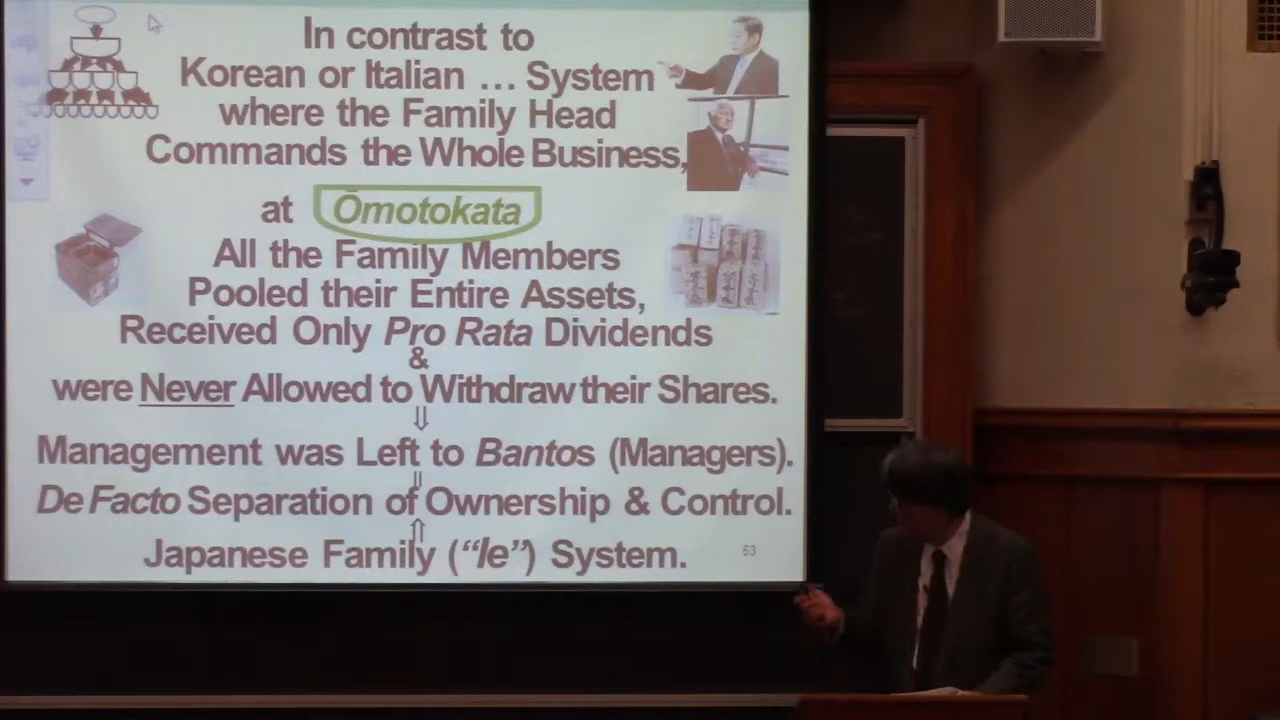 In contrast to
Korean or Italian … System
where the Family Head
Commands the Whole Business,
at Ōmotokata
All the Family Members
Pooled their Entire Assets,
Received Only Pro Rata Dividends
&
were Never Allowed to Withdraw their Shares.
⇓
Management was Left to Bantos (Managers).
||
De Facto Separation of Ownership & Control.
⇑
Japanese Family (“Ie”) System.
53